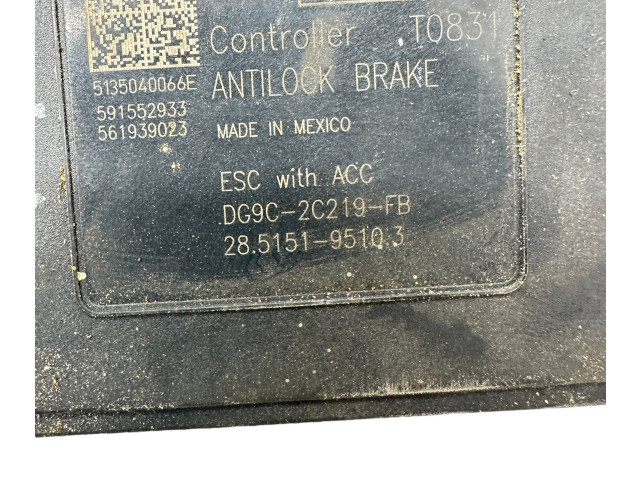 Controller T0831
5135040066E
ANTILOCK BRAKE
591552933
561939023
MADE IN MEXICO
ESC with ACC
DG9C-2C219-FB
28.5151-9510.3